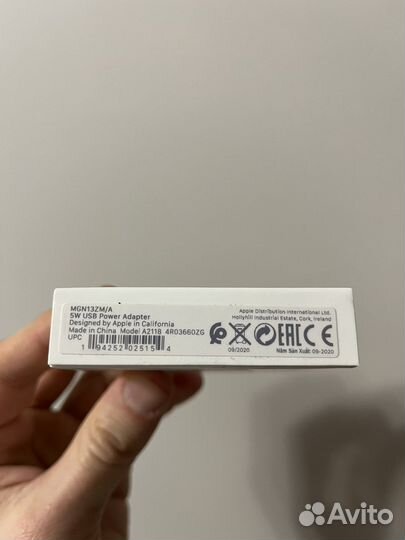 MGN13ZM/A
5W USB Power Adapter
Designed by Apple in California
Made in China Model A2118 4R03660ZG
UPC
1 94252 02515 4
Apple Distribution International Ltd.
Hollyhill Industrial Estate, Cork, Ireland
EAC CE
09/2020
Năm Sản Xuất: 09-2020
Avito